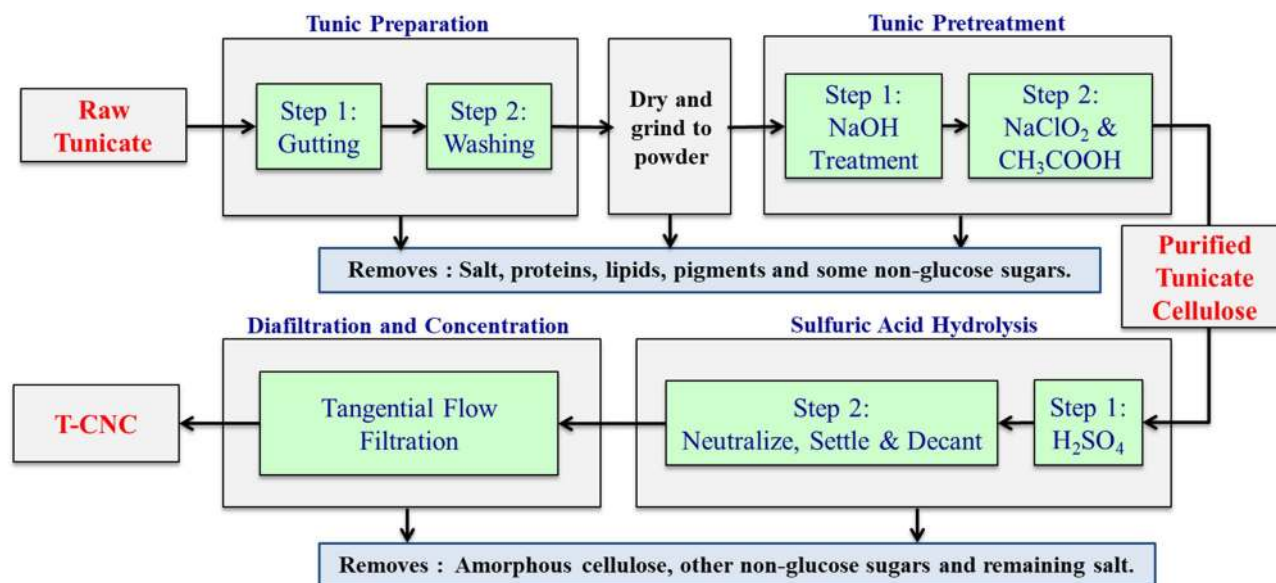 Tunic Preparation
Tunic Pretreatment
Raw
Tunicate
Step 1:
Gutting
Step 2:
Washing
Dry and
grind to
powder
Step 1:
NaOH
Treatment
Step 2:
NaClO₂ &
CH₃COOH
Removes : Salt, proteins, lipids, pigments and some non-glucose sugars.
Purified
Tunicate
Cellulose
Diafiltration and Concentration
Sulfuric Acid Hydrolysis
T-CNC
Tangential Flow
Filtration
Step 2:
Neutralize, Settle & Decant
Step 1:
H₂SO₄
Removes : Amorphous cellulose, other non-glucose sugars and remaining salt.